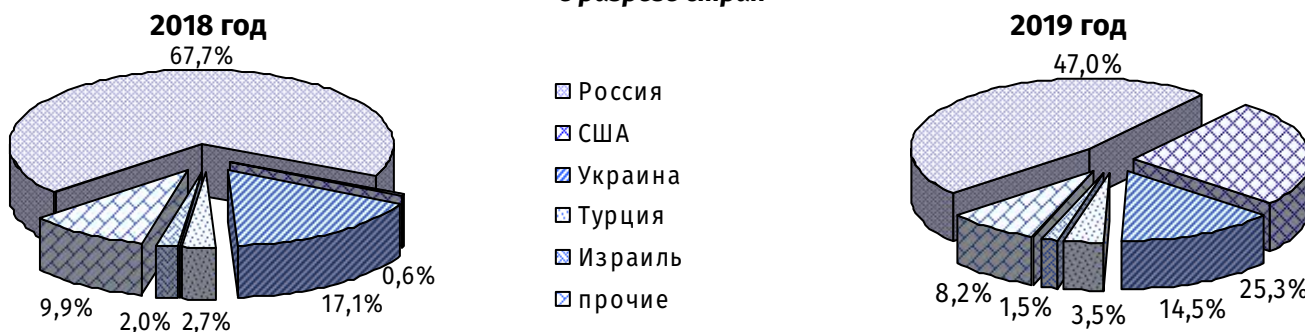 в разрезе стран
2018 год
67,7%
0,6%
17,1%
2,7%
2,0%
9,9%
Россия
США
Украина
Турция
Израиль
прочие
2019 год
47,0%
25,3%
14,5%
3,5%
1,5%
8,2%